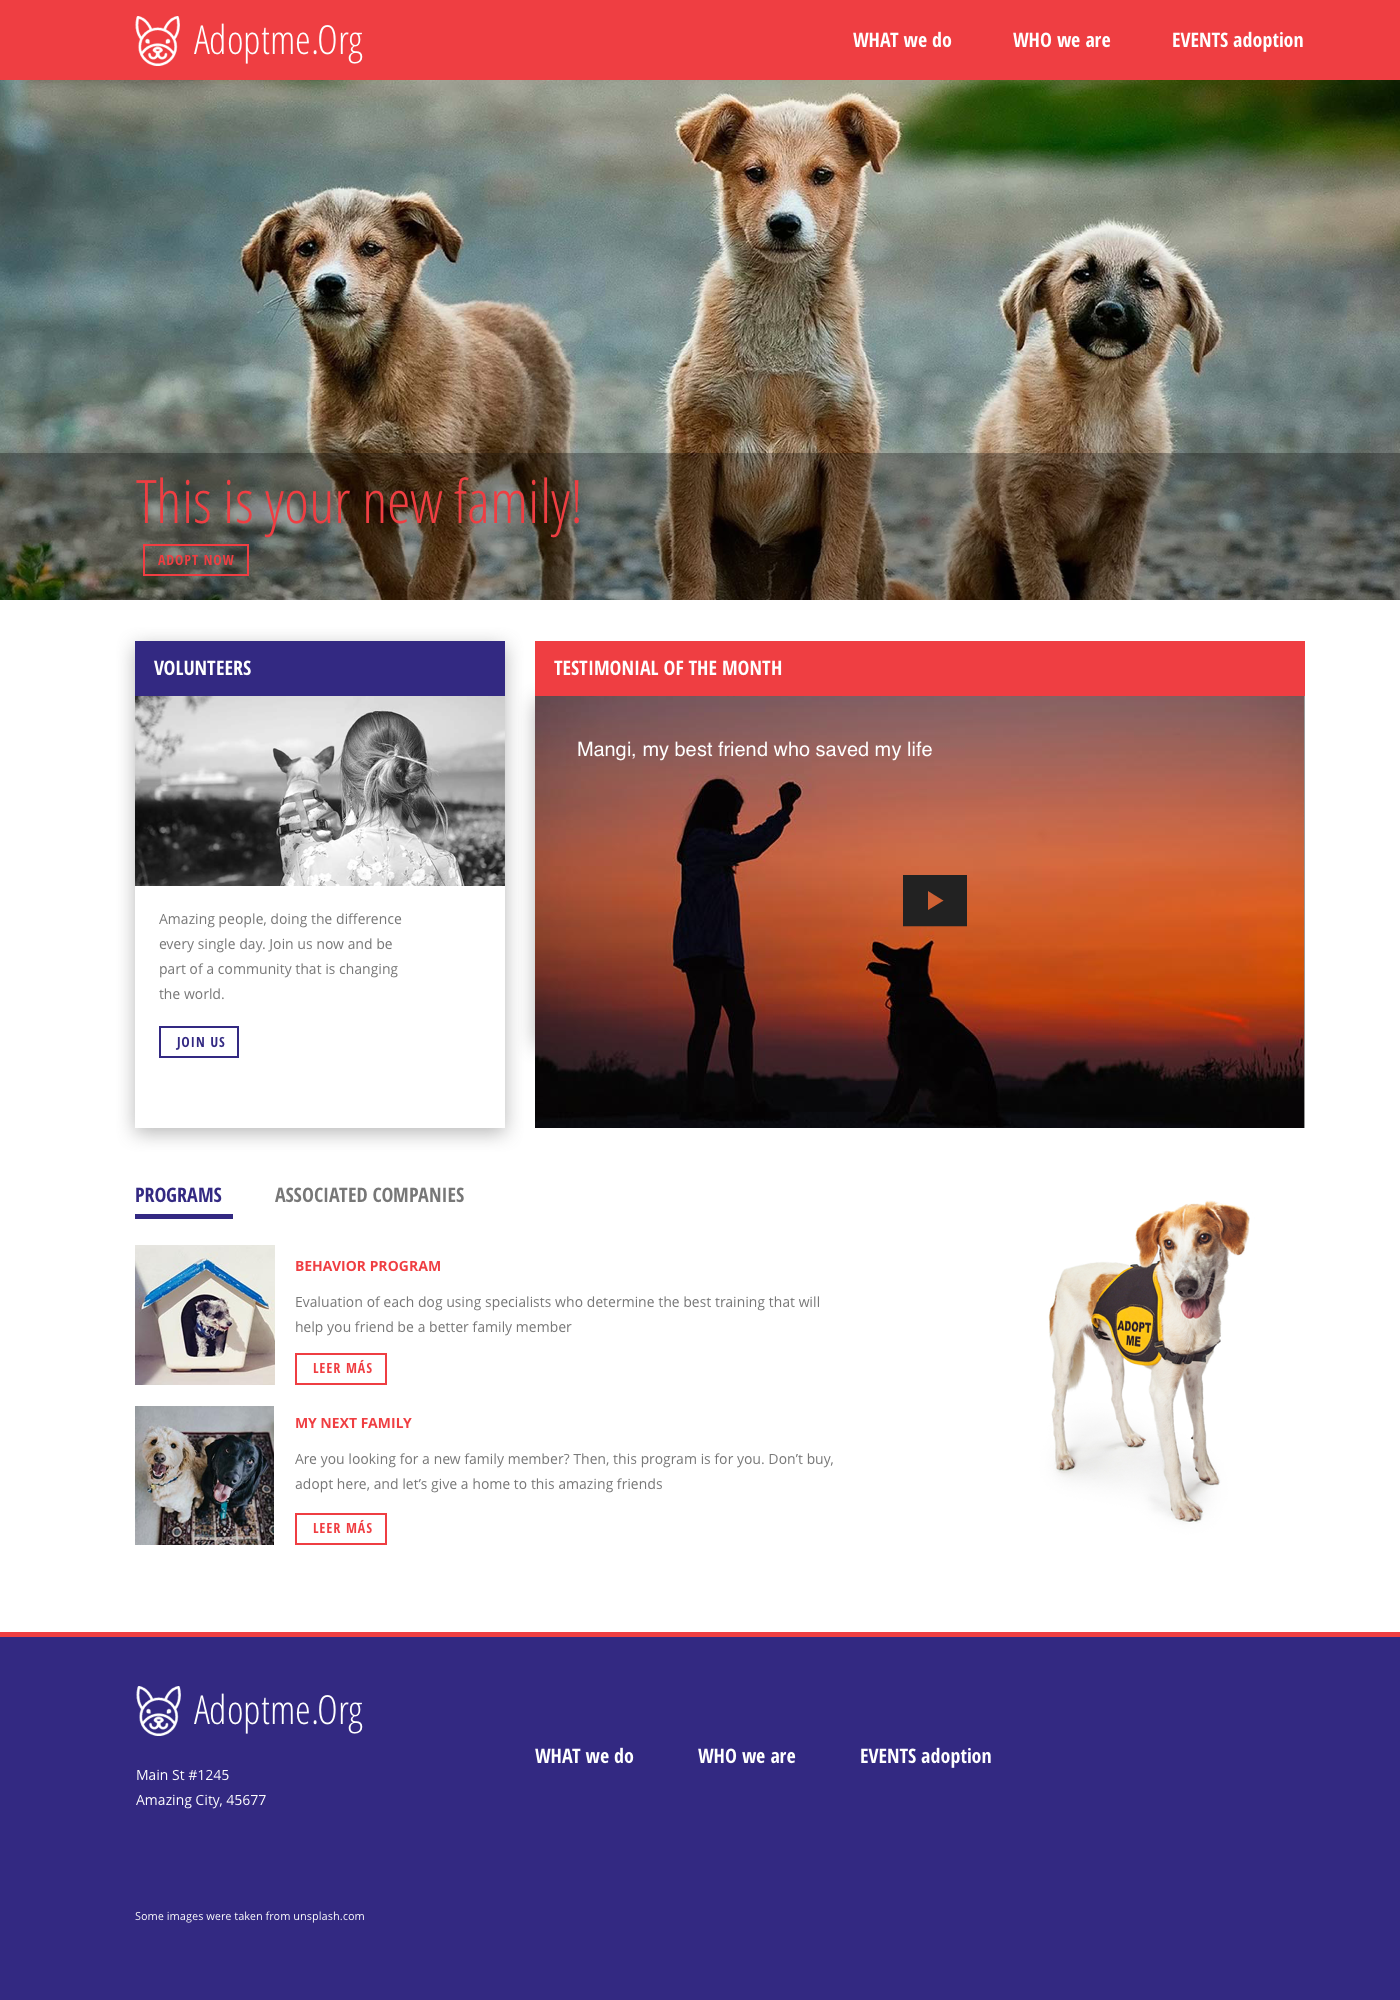 Adoptme.Org
WHAT we do
WHO we are
EVENTS adoption
This is your new family!
ADOPT NOW
VOLUNTEERS
Amazing people, doing the difference
every single day. Join us now and be
part of a community that is changing
the world.
JOIN US
TESTIMONIAL OF THE MONTH
Mangi, my best friend who saved my life
PROGRAMS
ASSOCIATED COMPANIES
BEHAVIOR PROGRAM
Evaluation of each dog using specialists who determine the best training that will
help you friend be a better family member
LEER MÁS
MY NEXT FAMILY
Are you looking for a new family member? Then, this program is for you. Don’t buy,
adopt here, and let’s give a home to this amazing friends
LEER MÁS
ADOPT
ME
Adoptme.Org
Main St #1245
Amazing City, 45677
WHAT we do
WHO we are
EVENTS adoption
Some images were taken from unsplash.com